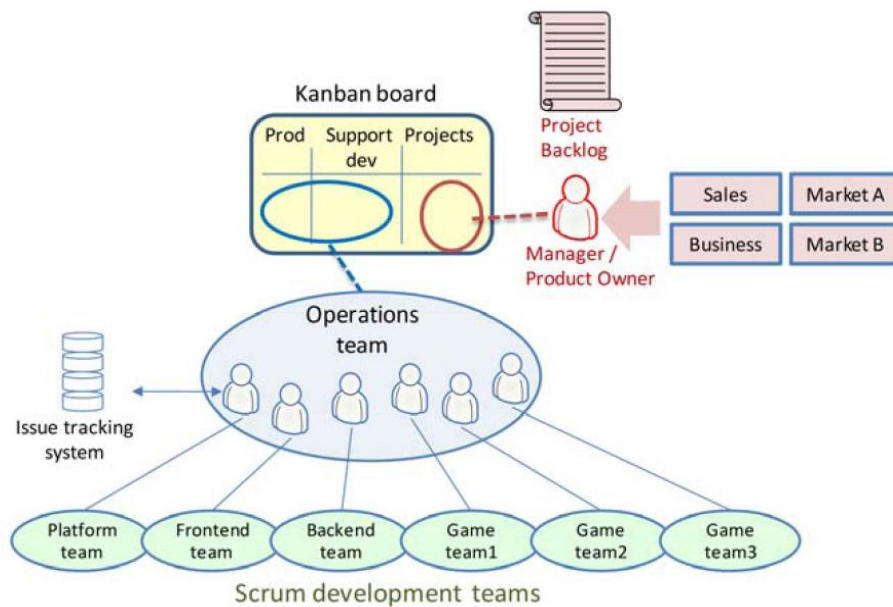 Kanban board
Prod Support Projects
dev
Project
Backlog
Manager /
Product Owner
Sales
Market A
Business
Market B
Operations
team
Issue tracking
system
Platform
team
Frontend
team
Backend
team
Game
team1
Game
team2
Game
team3
Scrum development teams